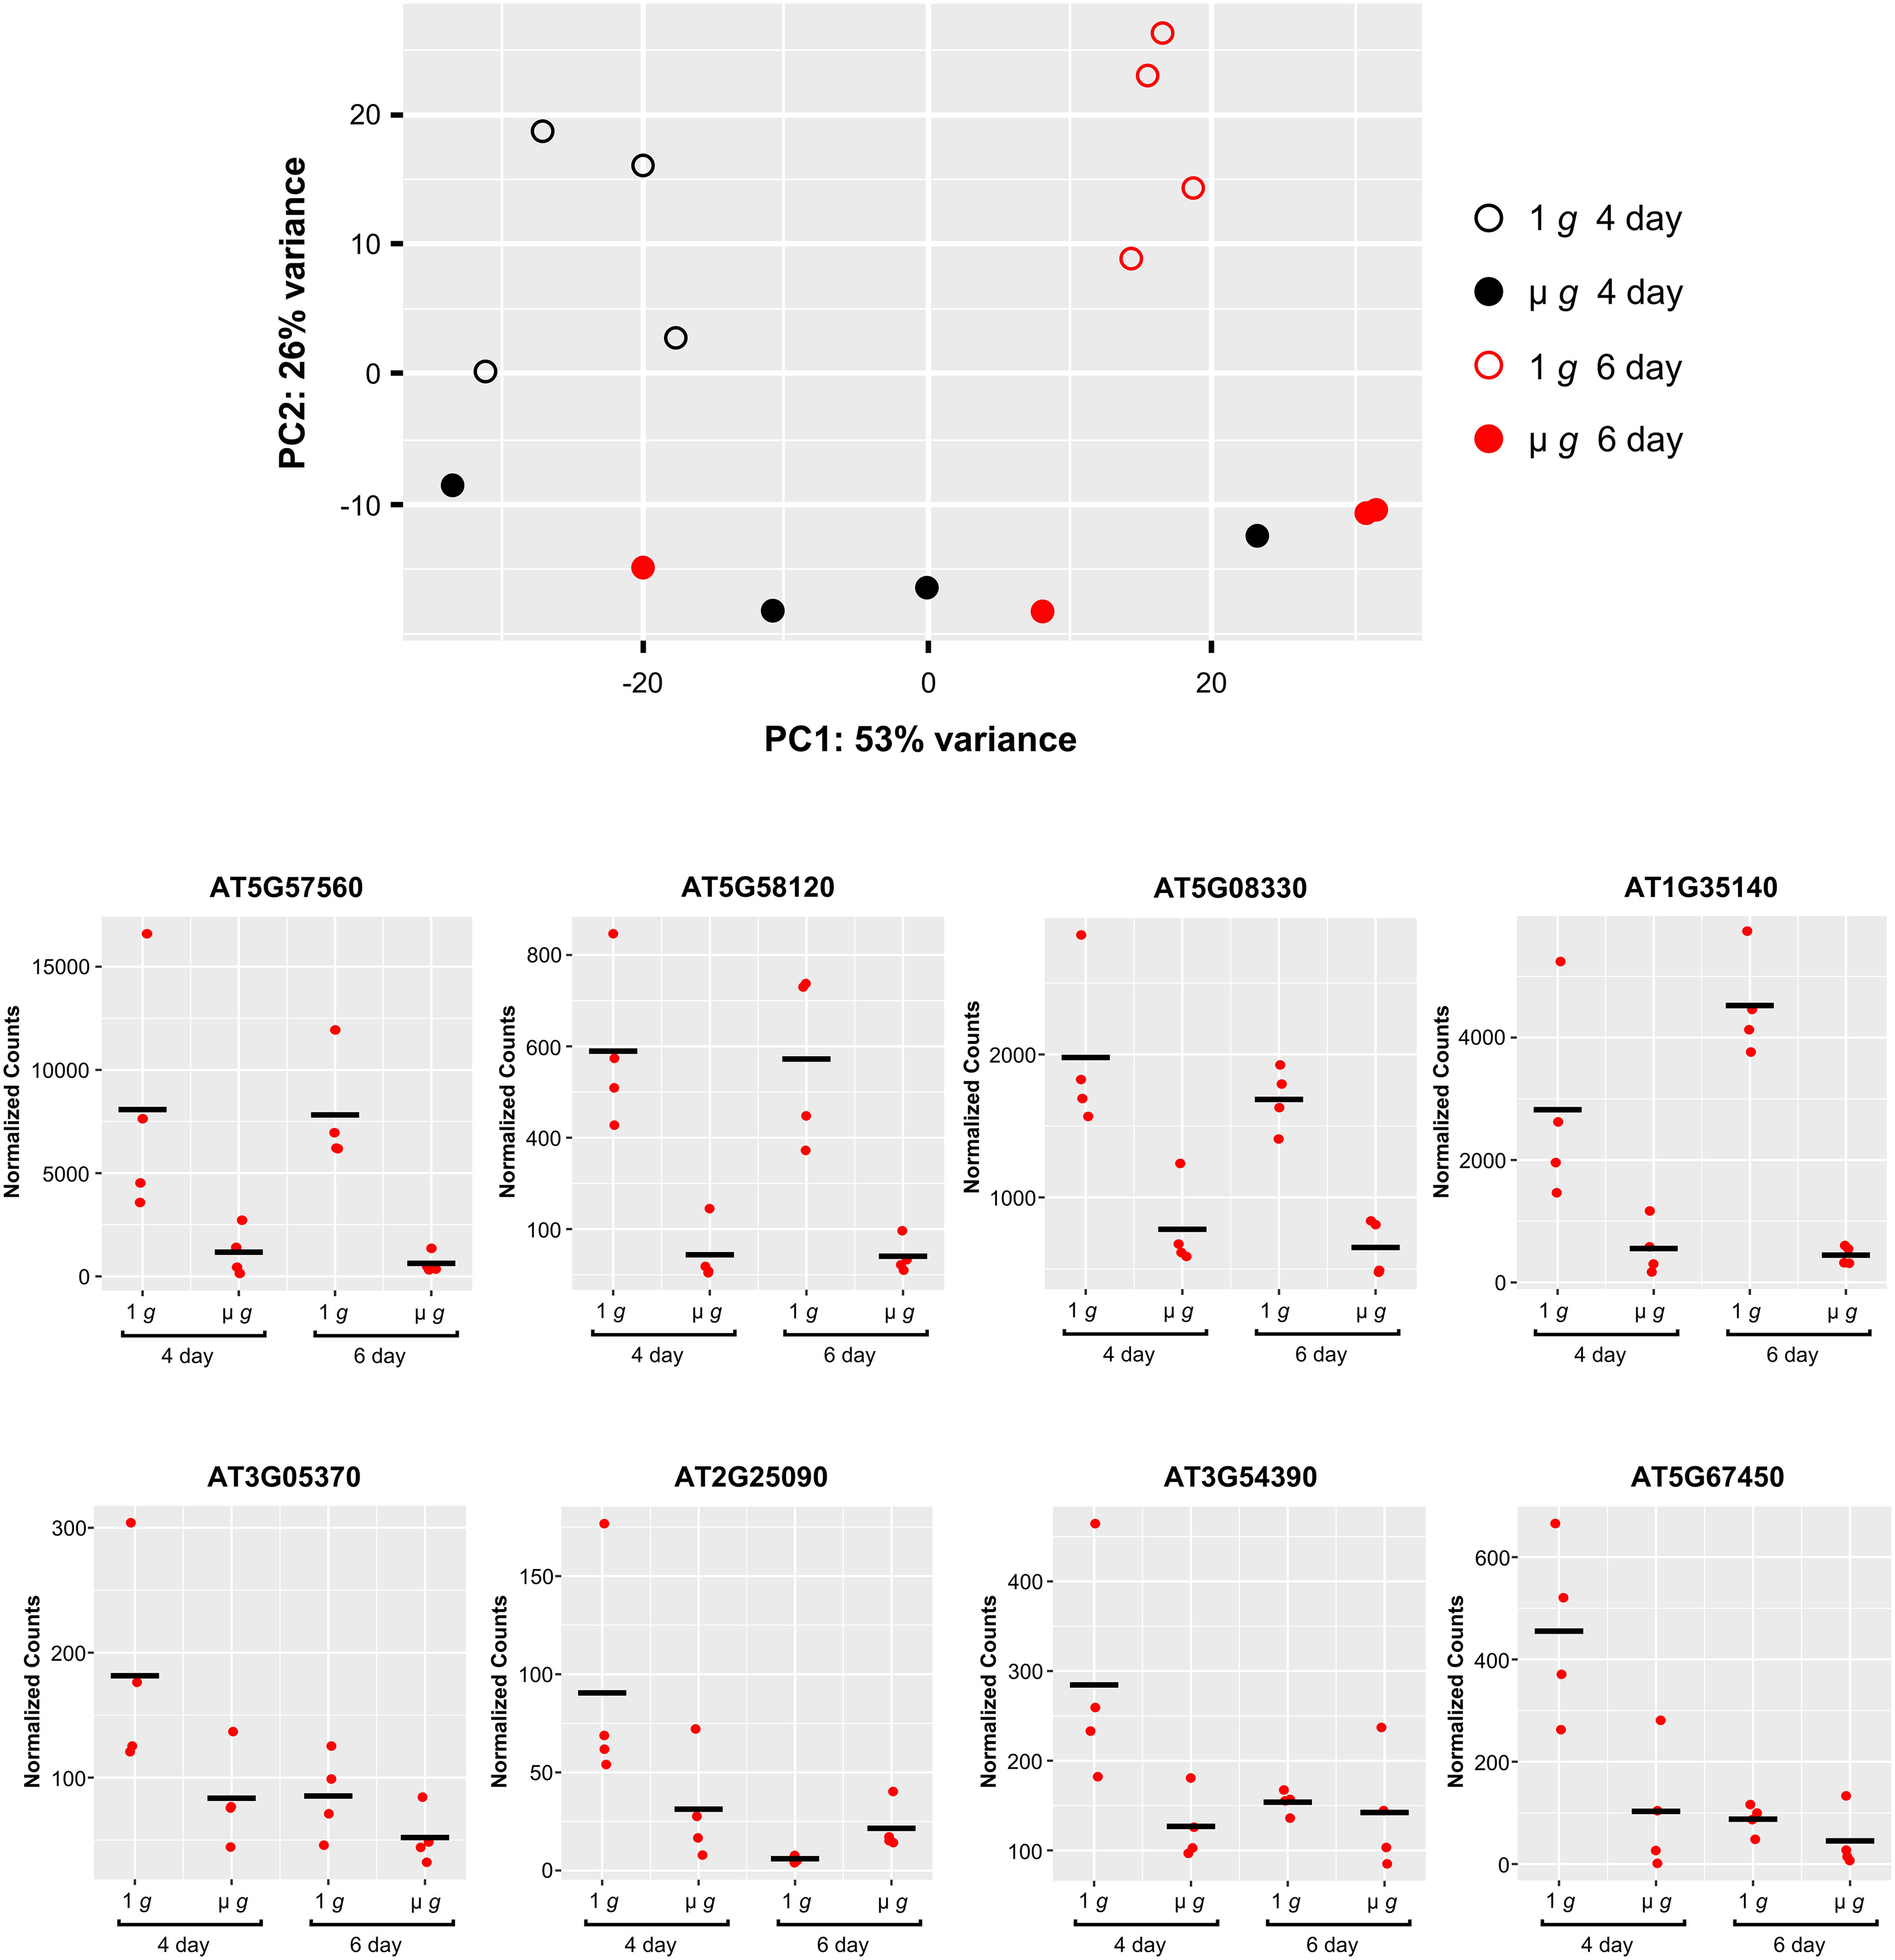 20
10
0
-10
PC2: 26% variance
-20 0 20
PC1: 53% variance
1 g 4 day
µ g 4 day
1 g 6 day
µ g 6 day
AT5G57560
Normalized Counts
15000
10000
5000
0
1 g µ g 1 g µ g
4 day 6 day
AT5G58120
Normalized Counts
800
600
400
100
1 g µ g 1 g µ g
4 day 6 day
AT5G08330
Normalized Counts
2000
1000
1 g µ g 1 g µ g
4 day 6 day
AT1G35140
Normalized Counts
4000
2000
0
1 g µ g 1 g µ g
4 day 6 day
AT3G05370
Normalized Counts
300
200
100
1 g µ g 1 g µ g
4 day 6 day
AT2G25090
Normalized Counts
150
100
50
0
1 g µ g 1 g µ g
4 day 6 day
AT3G54390
Normalized Counts
400
300
200
100
1 g µ g 1 g µ g
4 day 6 day
AT5G67450
Normalized Counts
600
400
200
0
1 g µ g 1 g µ g
4 day 6 day